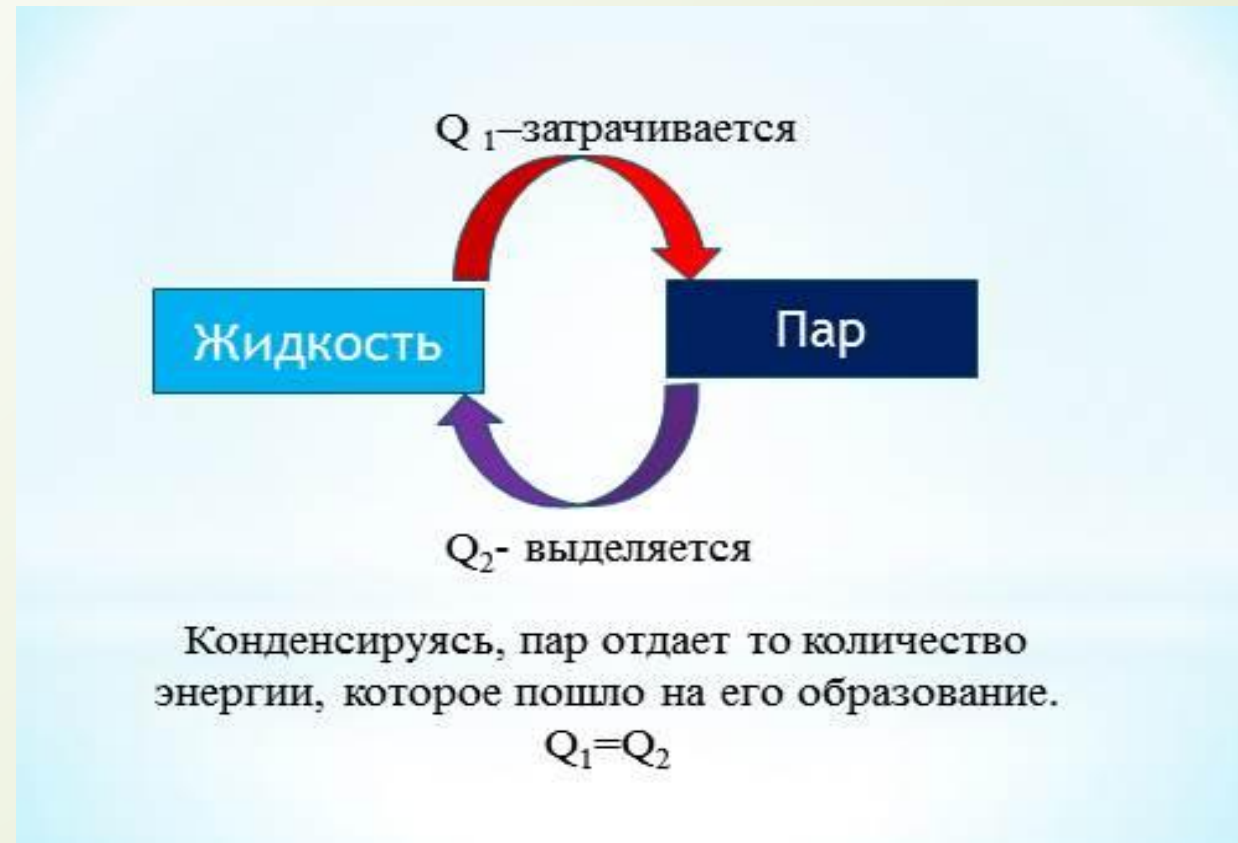 Q ₁–затрачивается
Жидкость
Пар
Q₂- выделяется
Конденсируясь, пар отдает то количество
энергии, которое пошло на его образование.
Q₁=Q₂